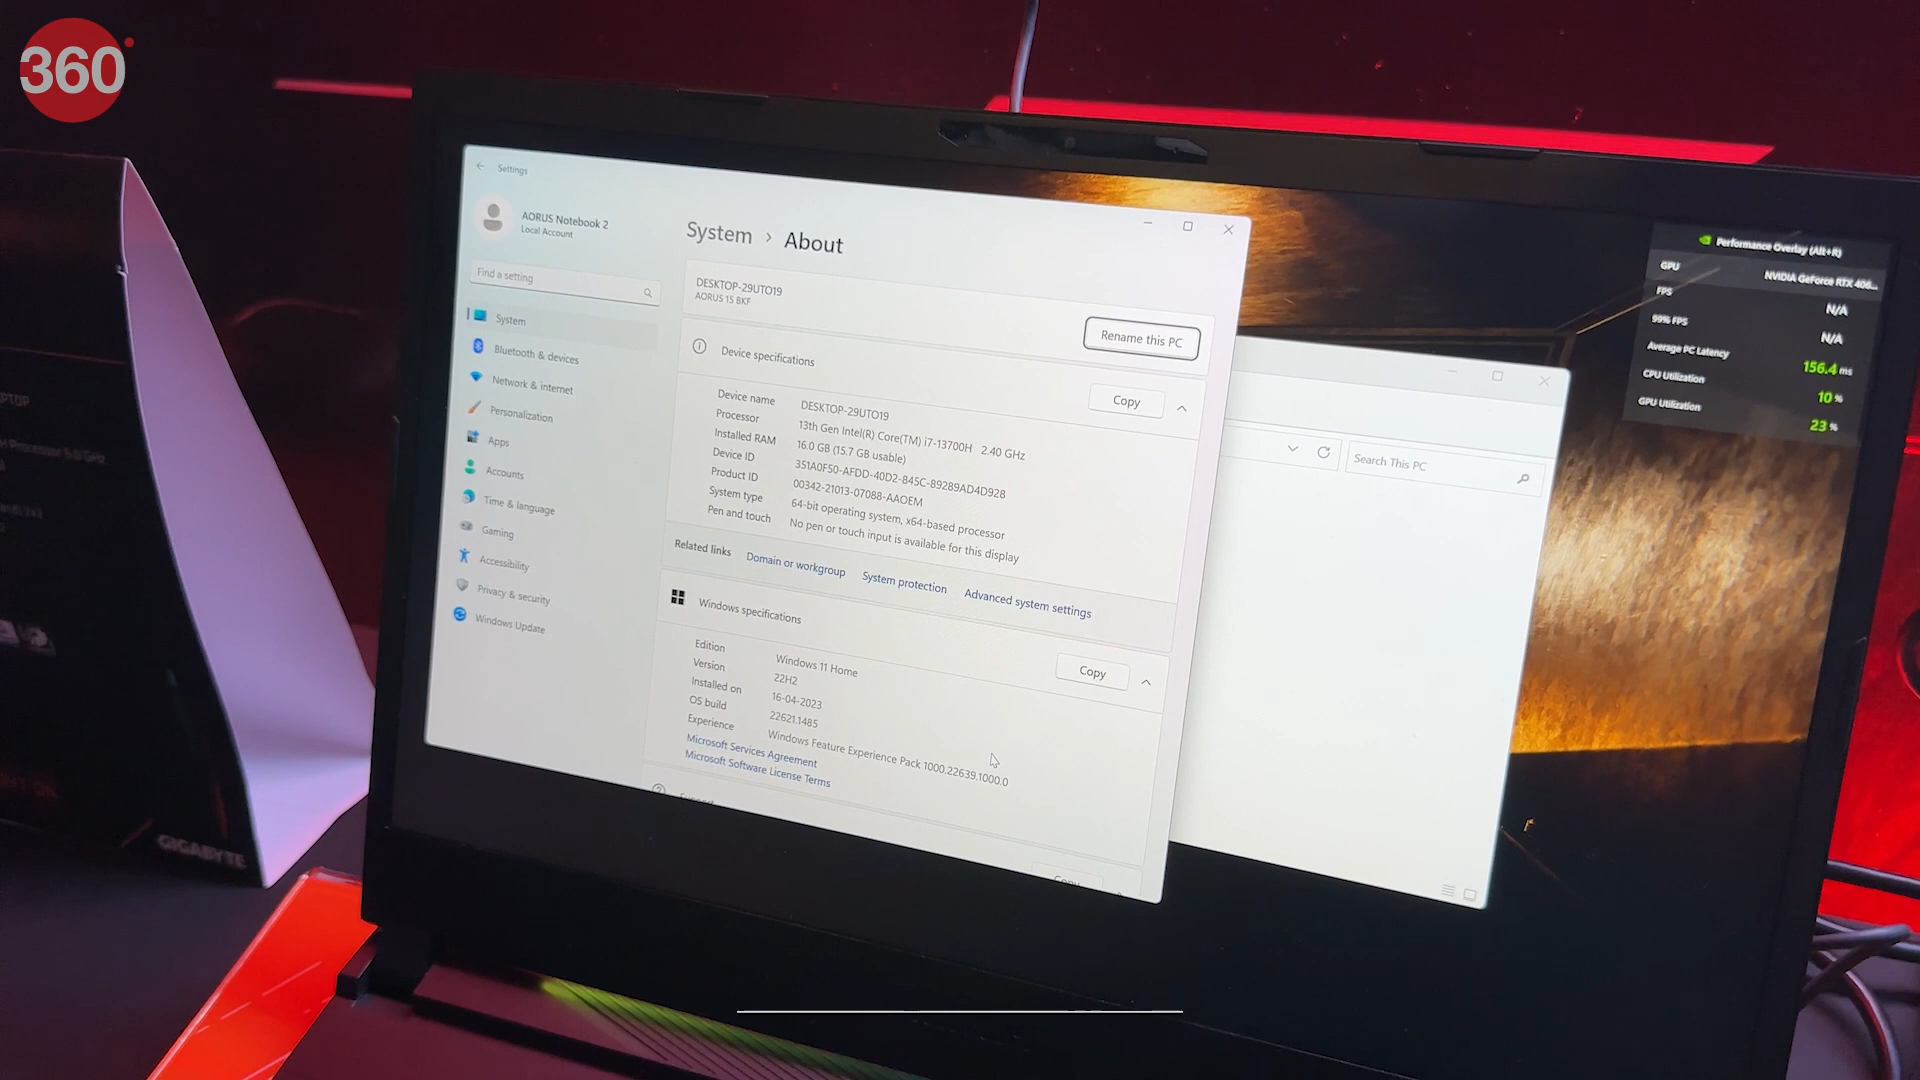 360
Settings
AORUS Notebook 2
Local Account
Find a setting
System
Bluetooth & devices
Network & internet
Personalization
Apps
Accounts
Time & language
Gaming
Accessibility
Privacy & security
Windows Update
System > About
DESKTOP-29UTO19
AORUS 15 BKF
Rename this PC
Device specifications
Copy
Device name DESKTOP-29UTO19
Processor 13th Gen Intel(R) Core(TM) i7-13700H 2.40 GHz
Installed RAM 16.0 GB (15.7 GB usable)
Device ID 351A0F50-AFDD-40D2-845C-89289AD4D928
Product ID 00342-21013-07088-AAOEM
System type 64-bit operating system, x64-based processor
Pen and touch No pen or touch input is available for this display
Related links Domain or workgroup System protection Advanced system settings
Windows specifications
Copy
Edition Windows 11 Home
Version 22H2
Installed on 16-04-2023
OS build 22621.1485
Experience Windows Feature Experience Pack 1000.22639.1000.0
Microsoft Services Agreement
Microsoft Software License Terms
Copy
Search This PC
Performance Overlay (Alt+R)
GPU NVIDIA GeForce RTX 406...
FPS N/A
99% FPS N/A
Average PC Latency 156.4 ms
CPU Utilization 10 %
GPU Utilization 23 %
GIGABYTE